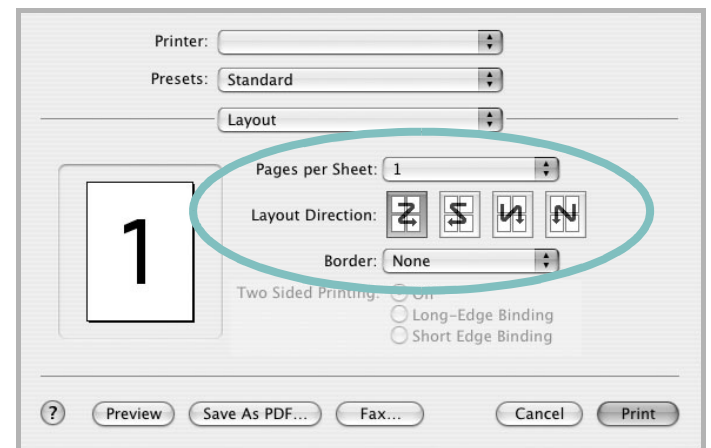 Printer:
Presets: Standard
Layout
Pages per Sheet: 1
1
Layout Direction:
Border: None
Two Sided Printing: Off
Long-Edge Binding
Short Edge Binding
? Preview Save As PDF... Fax... Cancel Print